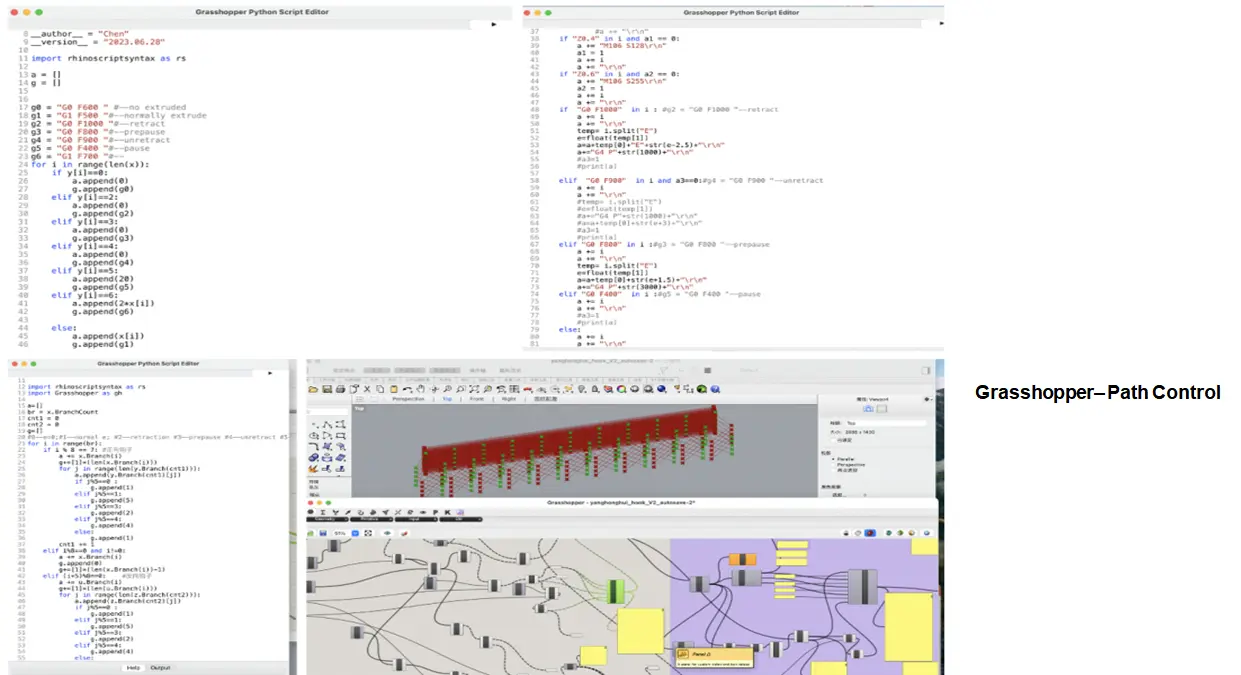 Grasshopper Python Script Editor
8 __author__ = "Chen"
9 __version__ = "2023.06.28"
10
11 import rhinoscriptsyntax as rs
12
13 a = []
14 g = []
15
16
17 g0 = "G0 F600 " #--no extruded
18 g1 = "G1 F500 "#--normally extrude
19 g2 = "G0 F1000 "#--retract
20 g3 = "G0 F800 "#--prepause
21 g4 = "G0 F900 "#--unretract
22 g5 = "G0 F400 "#--pause
23 g6 = "G1 F700 "#--
24 for i in range(len(x)):
25 if y[i]==0:
26 a.append(0)
27 g.append(g0)
28 elif y[i]==2:
29 a.append(0)
30 g.append(g2)
31 elif y[i]==3:
32 a.append(0)
33 g.append(g3)
34 elif y[i]==4:
35 a.append(0)
36 g.append(g4)
37 elif y[i]==5:
38 a.append(20)
39 g.append(g5)
40 elif y[i]==6:
41 a.append(2*x[i])
42 g.append(g6)
43
44 else:
45 a.append(x[i])
46 g.append(g1)
Grasshopper Python Script Editor
37 #a += "\r\n"
38 if "Z0.4" in i and a1 == 0:
39 a += "M106 S128\r\n"
40 a1 = 1
41 a += i
42 a += "\r\n"
43 if "Z0.6" in i and a2 == 0:
44 a += "M106 S255\r\n"
45 a2 = 1
46 a += i
47 a += "\r\n"
48 if "G0 F1000" in i : #g2 = "G0 F1000 "--retract
49 a += i
50 a += "\r\n"
51 temp= i.split("E")
52 e=float(temp[1])
53 a=a+temp[0]+"E"+str(e-2.5)+"\r\n"
54 a+="G4 P"+str(1000)+"\r\n"
55 #a3=1
56 #print(a)
57
58 elif "G0 F900" in i and a3==0:#g4 = "G0 F900 "--unretract
59 a += i
60 a += "\r\n"
61 #temp= i.split("E")
62 #e=float(temp[1])
63 #a+="G4 P"+str(1000)+"\r\n"
64 #a=a+temp[0]+str(e+3)+"\r\n"
65 #a3=1
66 #print(a)
67 elif "G0 F800" in i :#g3 = "G0 F800 "--prepause
68 a += i
69 a += "\r\n"
70 temp= i.split("E")
71 e=float(temp[1])
72 a=a+temp[0]+str(e+1.5)+"\r\n"
73 a+="G4 P"+str(3000)+"\r\n"
74 elif "G0 F400" in i :#g5 = "G0 F400 "--pause
75 a += i
76 a += "\r\n"
77 #a3=1
78 #print(a)
79 else:
80 a += i
81 a += "\r\n"
Grasshopper Python Script Editor
11
12 import rhinoscriptsyntax as rs
13 import Grasshopper as gh
14
15 a=[]
16 br = x.BranchCount
17 cnt1 = 0
18 cnt2 = 0
19 g=[]
21 for i in range(br):
22 if i % 8 == 7:
23 a += x.Branch(i)
24 g+=[1]*(len(x.Branch(i)))
25 for j in range(len(y.Branch(cnt1))):
26 a.append(y.Branch(cnt1)[j])
27 if j%5==0 :
28 g.append(1)
29 elif j%5==1:
30 g.append(5)
31 elif j%5==3:
32 g.append(2)
33 elif j%5==4:
34 g.append(4)
35 else:
36 g.append(1)
37 cnt1 += 1
38 elif i%8==0 and i!=0:
39 a += x.Branch(i)
40 g.append(0)
41 g+=[1]*(len(x.Branch(i))-1)
42 elif (i+5)%8==0:
43 a += u.Branch(i)
44 g+=[1]*(len(u.Branch(i)))
45 for j in range(len(z.Branch(cnt2))):
46 a.append(z.Branch(cnt2)[j])
47 if j%5==0 :
48 g.append(1)
49 elif j%5==1:
50 g.append(5)
51 elif j%5==3:
52 g.append(2)
53 elif j%5==4:
54 g.append(4)
55 else:
Help Output
Perspective Top Front Right
Top
Grasshopper - yanghonghui_hook_V2_autosave-2*
Grasshopper–Path Control